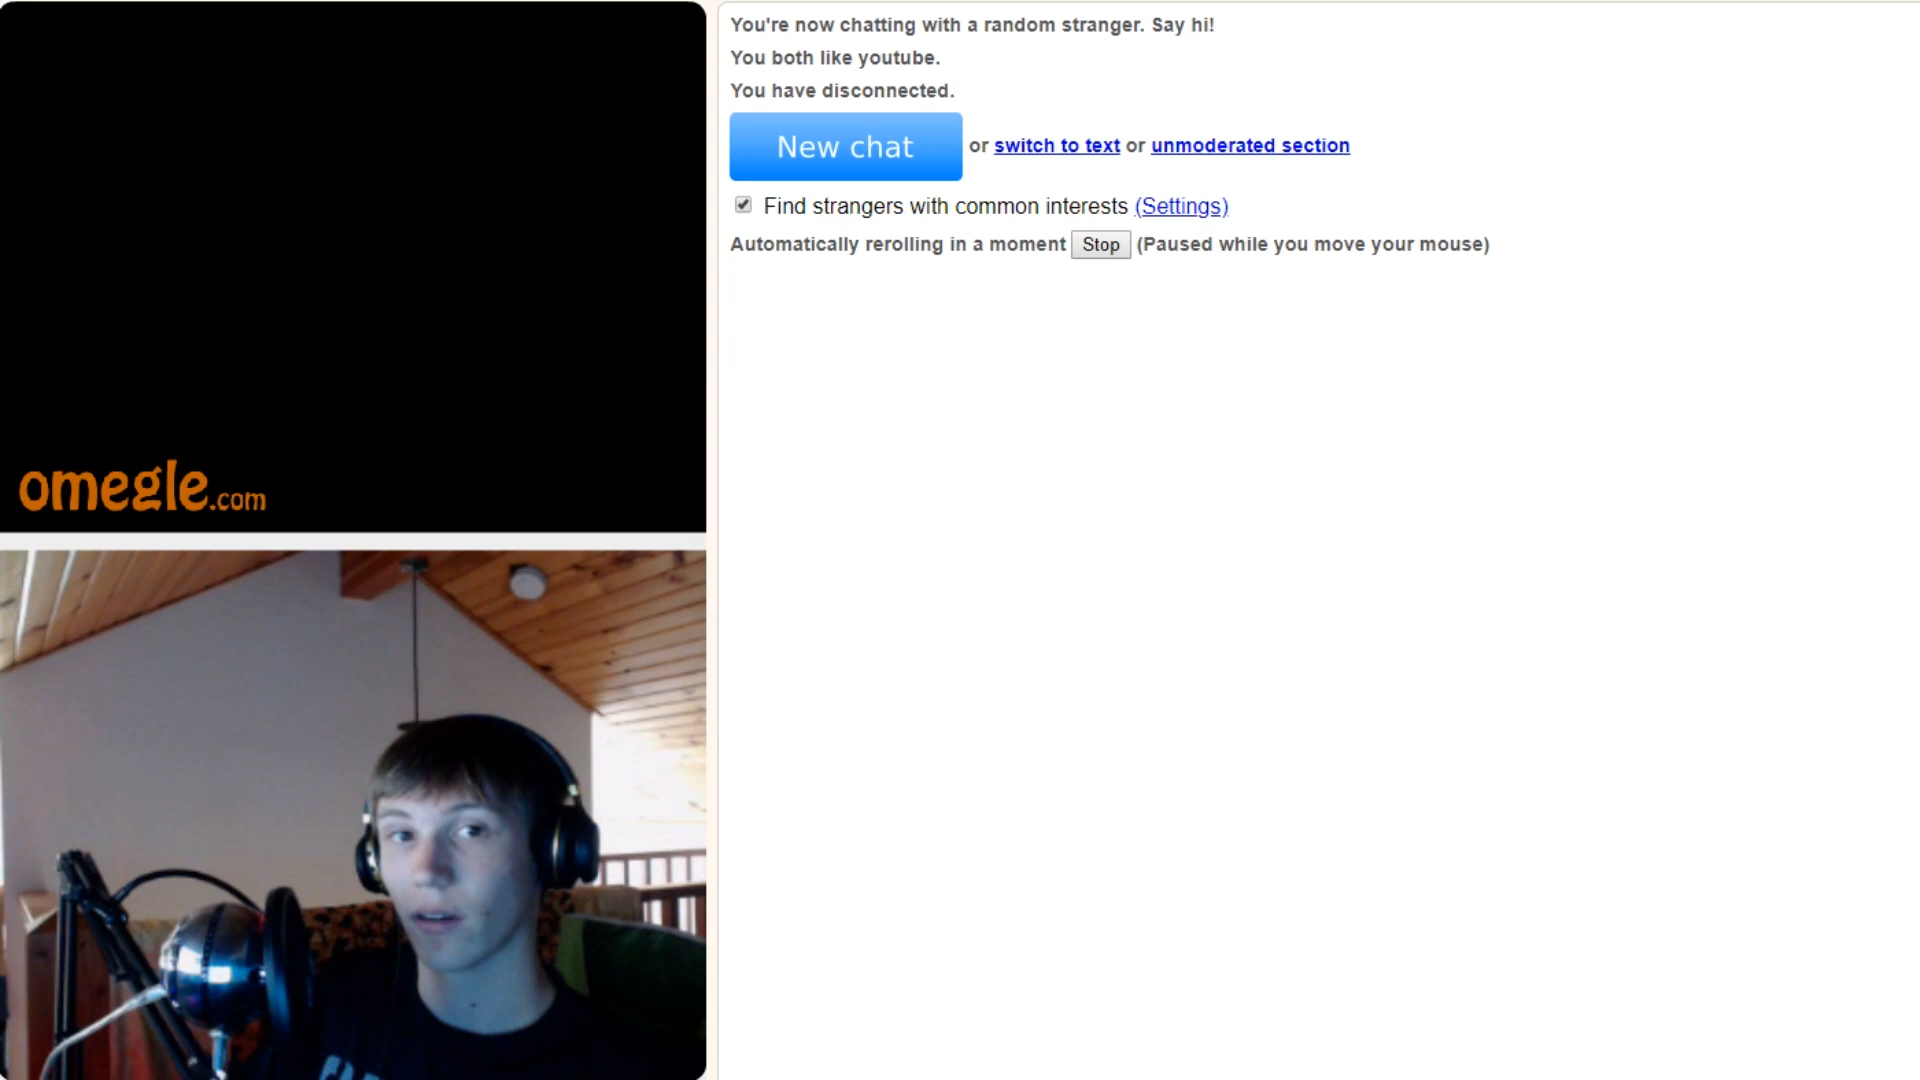 You're now chatting with a random stranger. Say hi!
You both like youtube.
You have disconnected.
New chat or switch to text or unmoderated section
Find strangers with common interests (Settings)
Automatically rerolling in a moment Stop (Paused while you move your mouse)
omegle.com